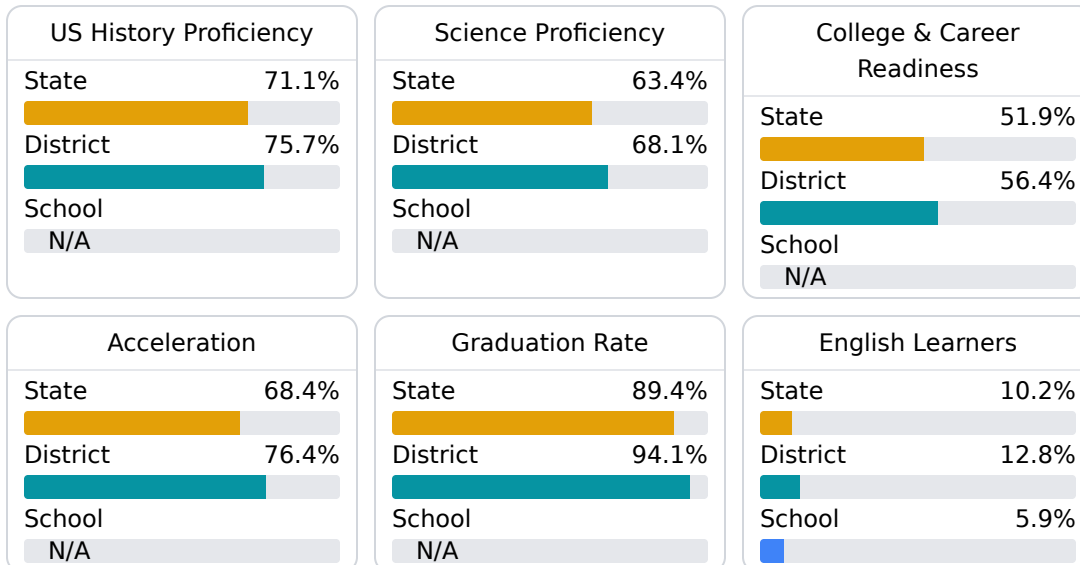 US History Proficiency
State 71.1%
District 75.7%
School
N/A
Science Proficiency
State 63.4%
District 68.1%
School
N/A
College & Career
Readiness
State 51.9%
District 56.4%
School
N/A
Acceleration
State 68.4%
District 76.4%
School
N/A
Graduation Rate
State 89.4%
District 94.1%
School
N/A
English Learners
State 10.2%
District 12.8%
School 5.9%